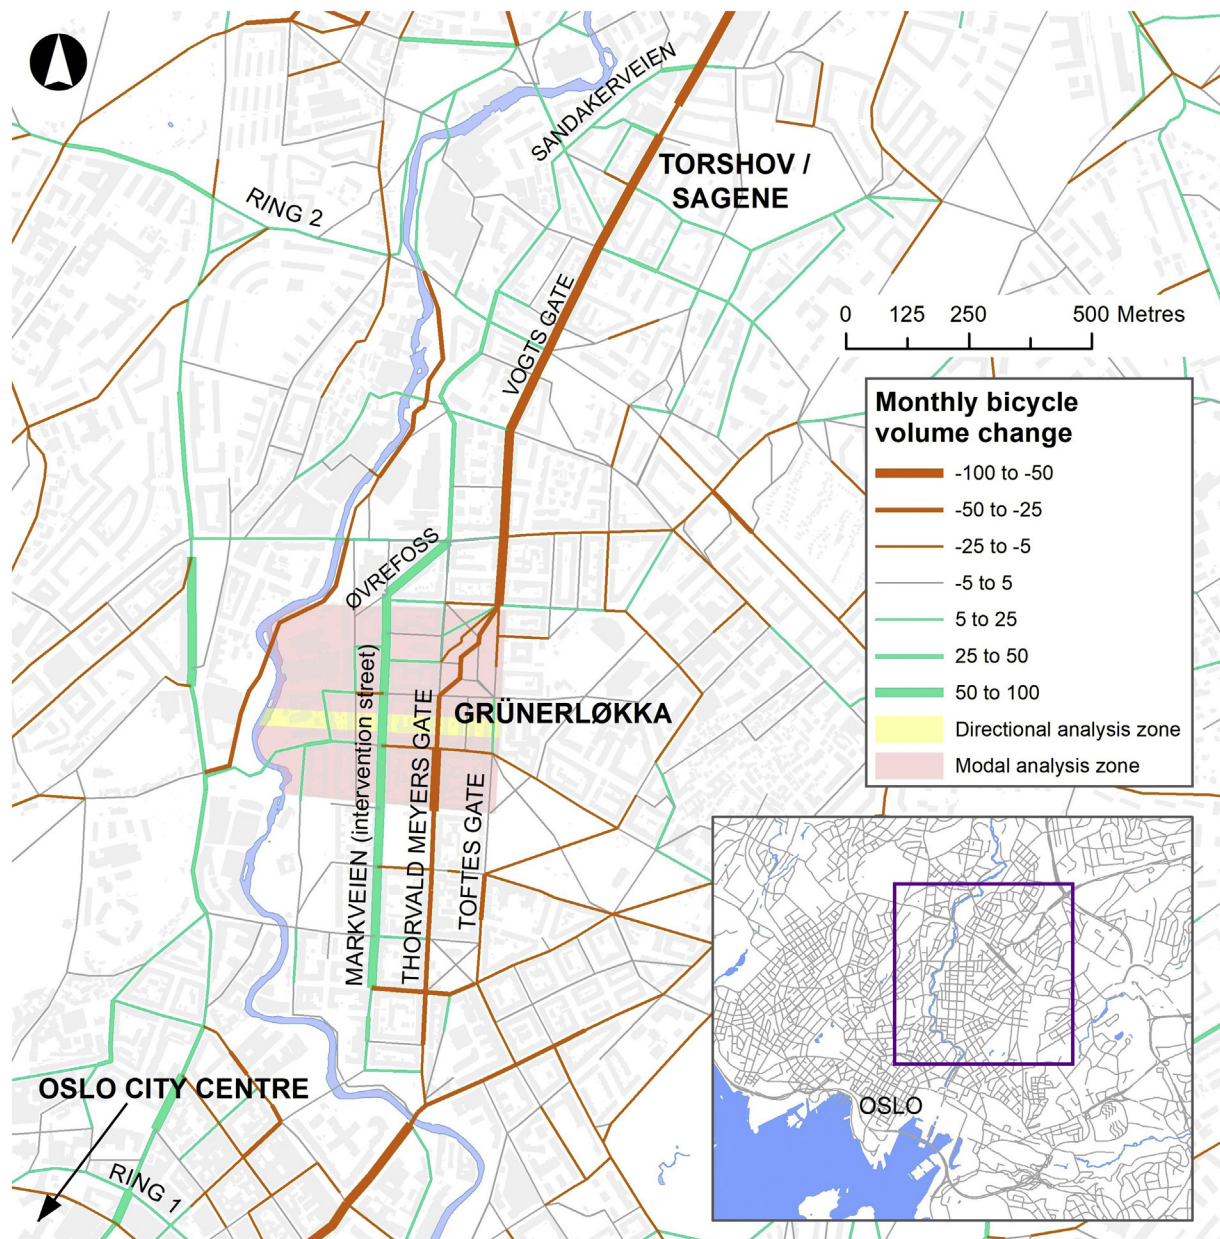 SANDAKERVEIEN
TORSHOV /
SAGENE
RING 2
VOGTS GATE
0 125 250 500 Metres
Monthly bicycle
volume change
-100 to -50
-50 to -25
-25 to -5
-5 to 5
5 to 25
25 to 50
50 to 100
Directional analysis zone
Modal analysis zone
ØVREFOSS
GRÜNERLØKKA
MARKVEIEN (intervention street)
THORVALD MEYERS GATE
TOFTES GATE
OSLO CITY CENTRE
RING 1
OSLO